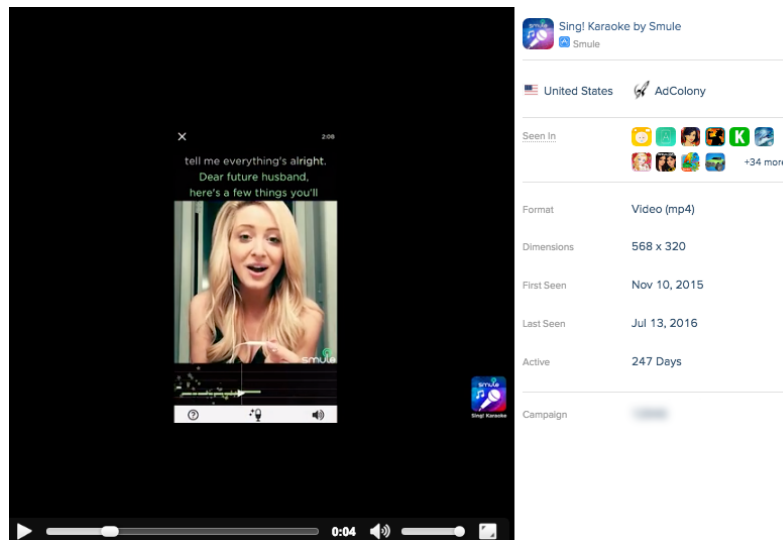 Sing! Karaoke by Smule
Smule
United States
AdColony
Seen In
K
+34 more
Format
Video (mp4)
Dimensions
568 x 320
First Seen
Nov 10, 2015
Last Seen
Jul 13, 2016
Active
247 Days
Campaign
2:08
tell me everything's alright.
Dear future husband,
here's a few things you'll
smule
smule
Sing! Karaoke
0:04